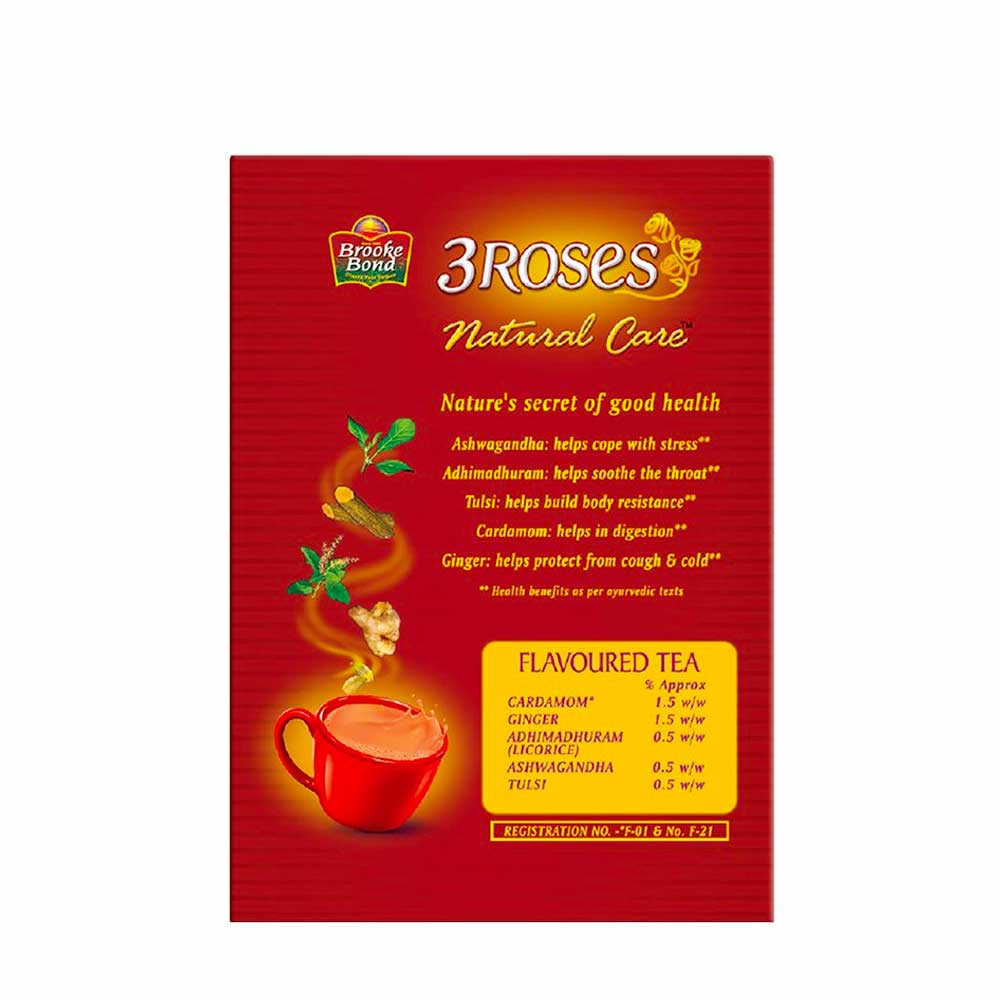 Brooke
Bond
3ROSES
Natural Care™
Nature's secret of good health
Ashwagandha: helps cope with stress**
Adhimadhuram: helps soothe the throat**
Tulsi: helps build body resistance**
Cardamom: helps in digestion**
Ginger: helps protect from cough & cold**
** Health benefits as per ayurvedic texts
FLAVOURED TEA
% Approx
CARDAMOM* 1.5 w/w
GINGER 1.5 w/w
ADHIMADHURAM 0.5 w/w
(LICORICE)
ASHWAGANDHA 0.5 w/w
TULSI 0.5 w/w
REGISTRATION NO. -*F-01 & No. F-21